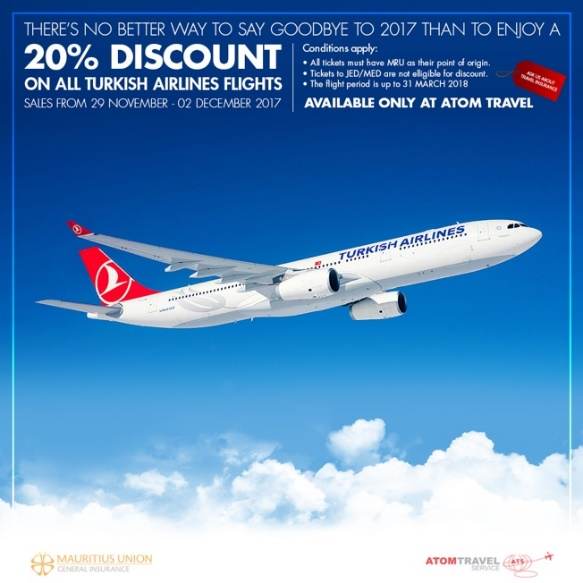 THERE'S NO BETTER WAY TO SAY GOODBYE TO 2017 THAN TO ENJOY A
20% DISCOUNT
ON ALL TURKISH AIRLINES FLIGHTS
SALES FROM 29 NOVEMBER - 02 DECEMBER 2017
Conditions apply:
• All tickets must have MRU as their point of origin.
• Tickets to JED/MED are not elligible for discount.
• The flight period is up to 31 MARCH 2018
AVAILABLE ONLY AT ATOM TRAVEL
ASK US ABOUT
TRAVEL INSURANCE
TURKISH AIRLINES
MAURITIUS UNION
GENERAL INSURANCE
ATOMTRAVEL
SERVICE
ATS